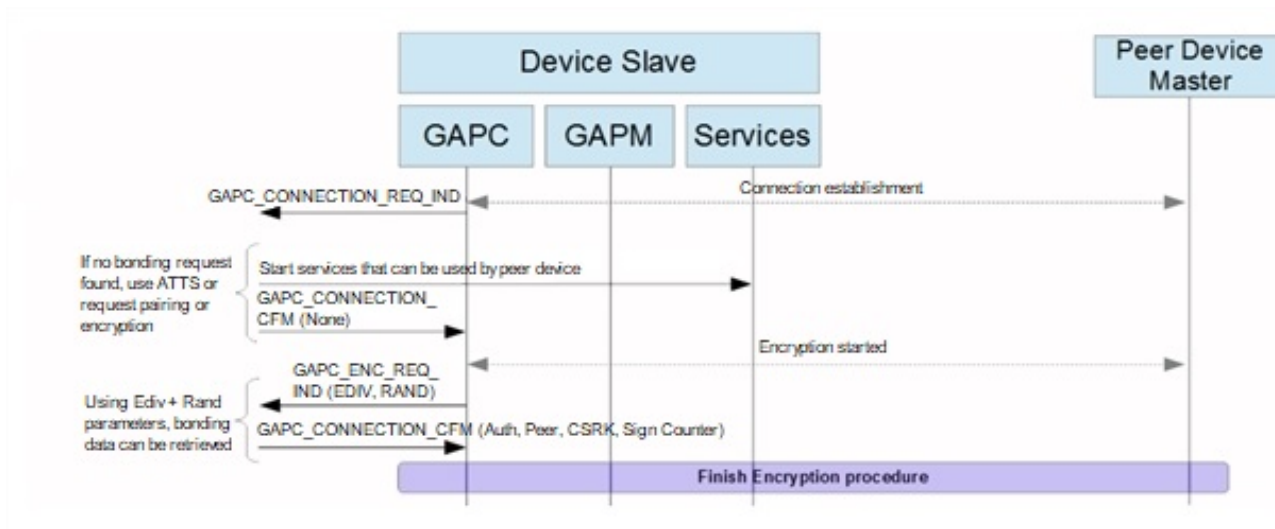 Device Slave
Peer Device
Master
GAPC
GAPM
Services
GAPC_CONNECTION_REQ_IND
Connection establishment
If no bonding request
found, use ATTS or
request pairing or
encryption
Start services that can be used by peer device
GAPC_CONNECTION_
CFM (None)
Encryption started
GAPC_ENC_REQ_
IND (EDIV, RAND)
Using Ediv + Rand
parameters, bonding
data can be retrieved
GAPC_CONNECTION_CFM (Auth, Peer, CSRK, Sign Counter)
Finish Encryption procedure